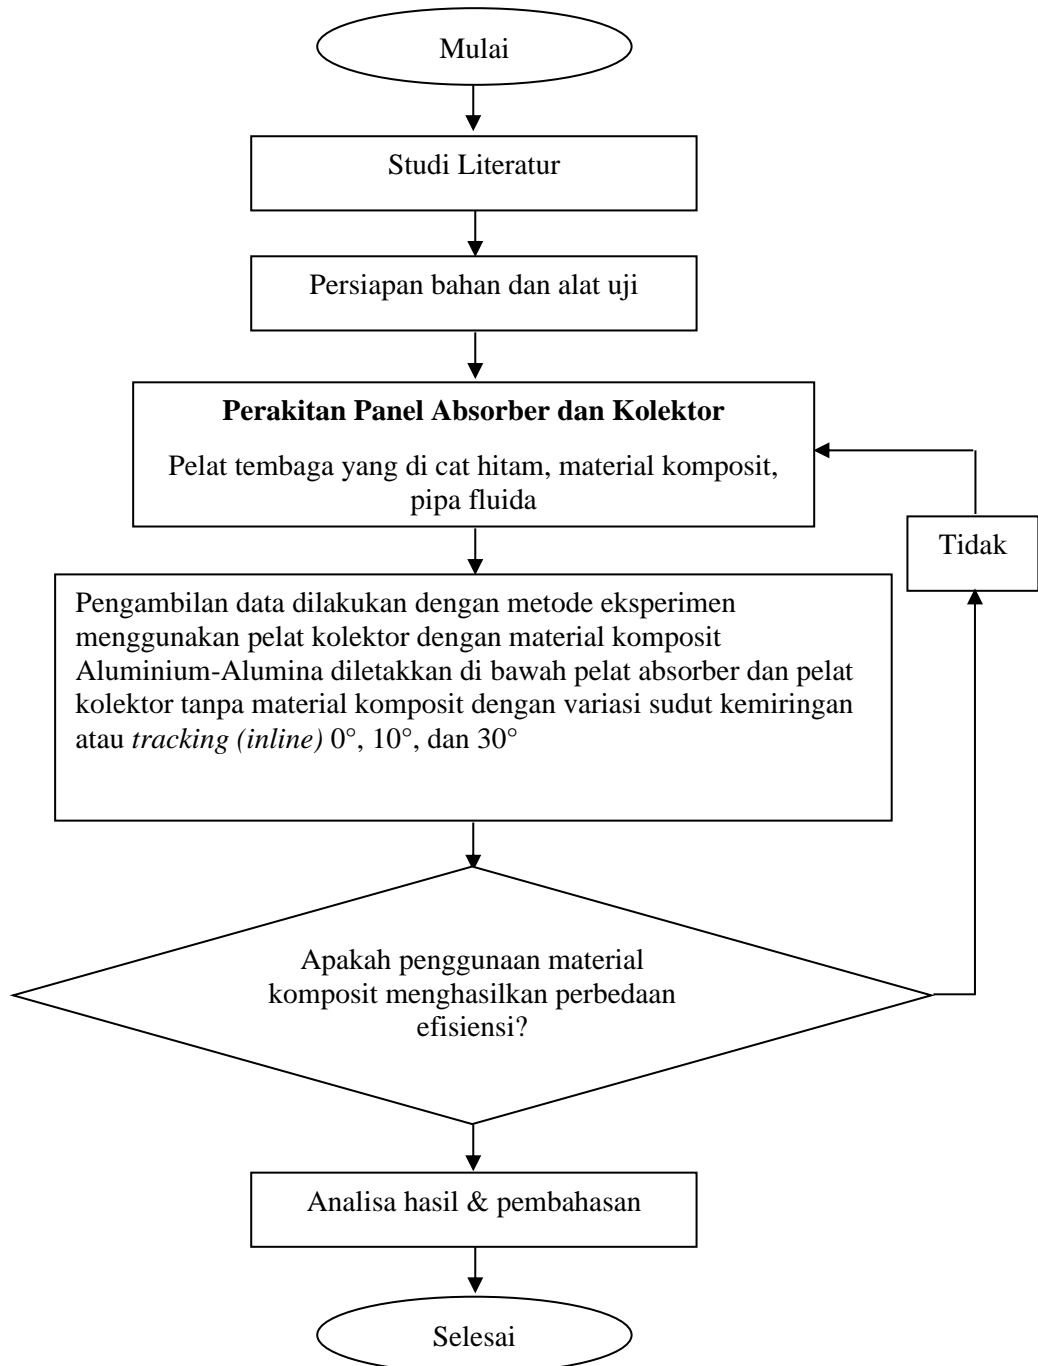 Mulai
Studi Literatur
Persiapan bahan dan alat uji
Perakitan Panel Absorber dan Kolektor
Pelat tembaga yang di cat hitam, material komposit,
pipa fluida
Tidak
Pengambilan data dilakukan dengan metode eksperimen
menggunakan pelat kolektor dengan material komposit
Aluminium-Alumina diletakkan di bawah pelat absorber dan pelat
kolektor tanpa material komposit dengan variasi sudut kemiringan
atau tracking (inline) 0°, 10°, dan 30°
Apakah penggunaan material
komposit menghasilkan perbedaan
efisiensi?
Analisa hasil & pembahasan
Selesai